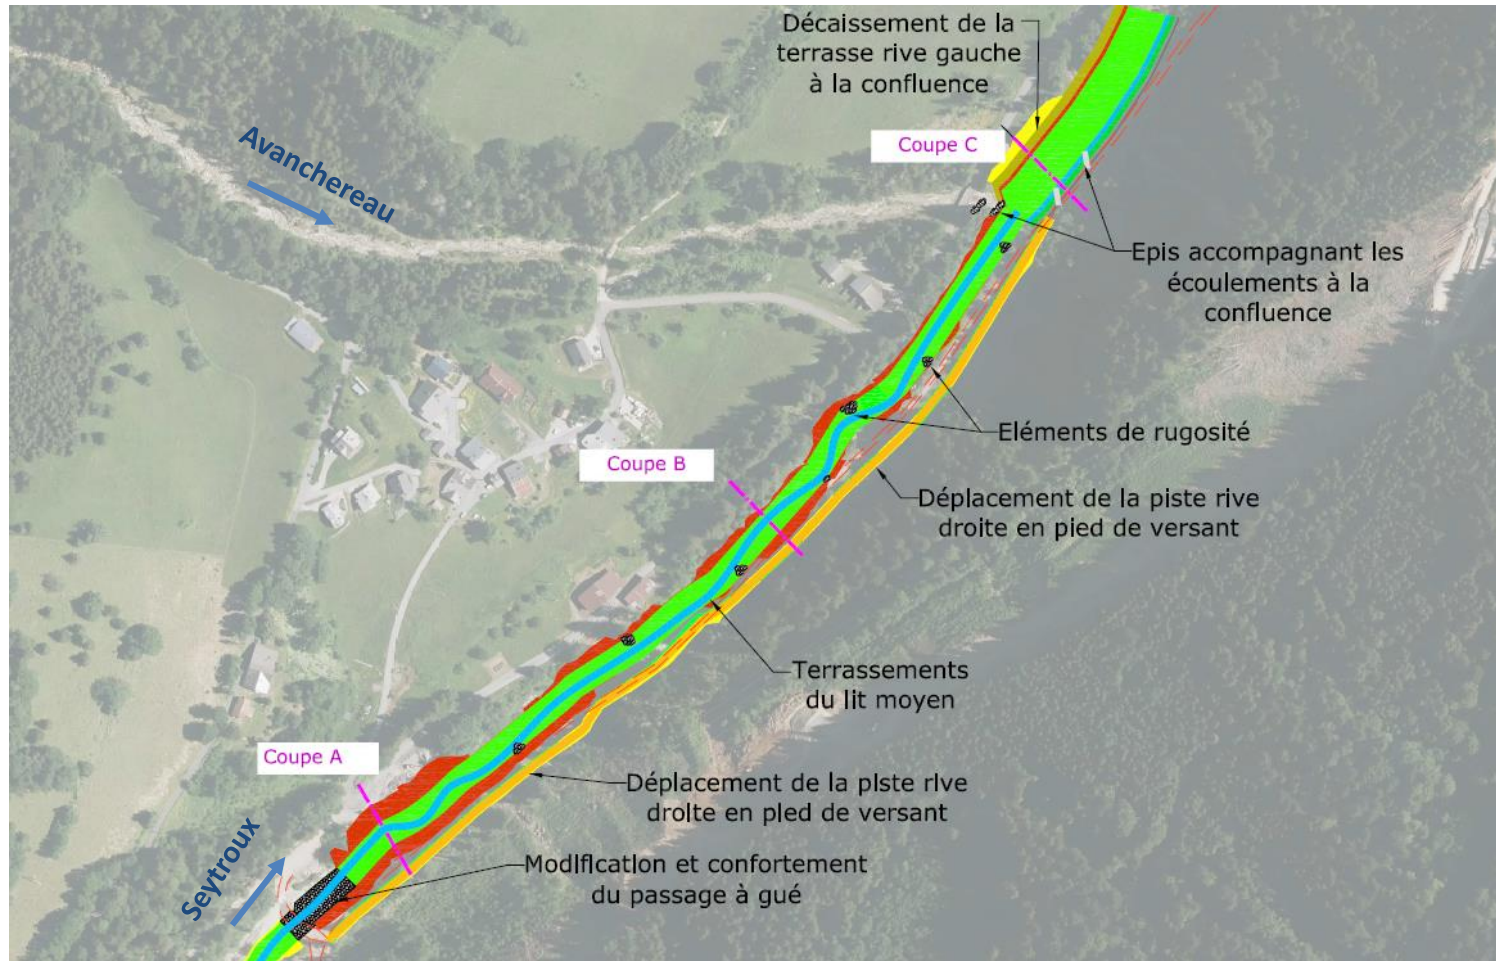 Décaissement de la
terrasse rive gauche
à la confluence
Coupe C
Avanchereau
Epis accompagnant les
écoulements à la
confluence
Eléments de rugosité
Coupe B
Déplacement de la piste rive
droite en pied de versant
Terrassements
du lit moyen
Coupe A
Déplacement de la piste rive
droite en pied de versant
Modification et confortement
du passage à gué
Seytroux